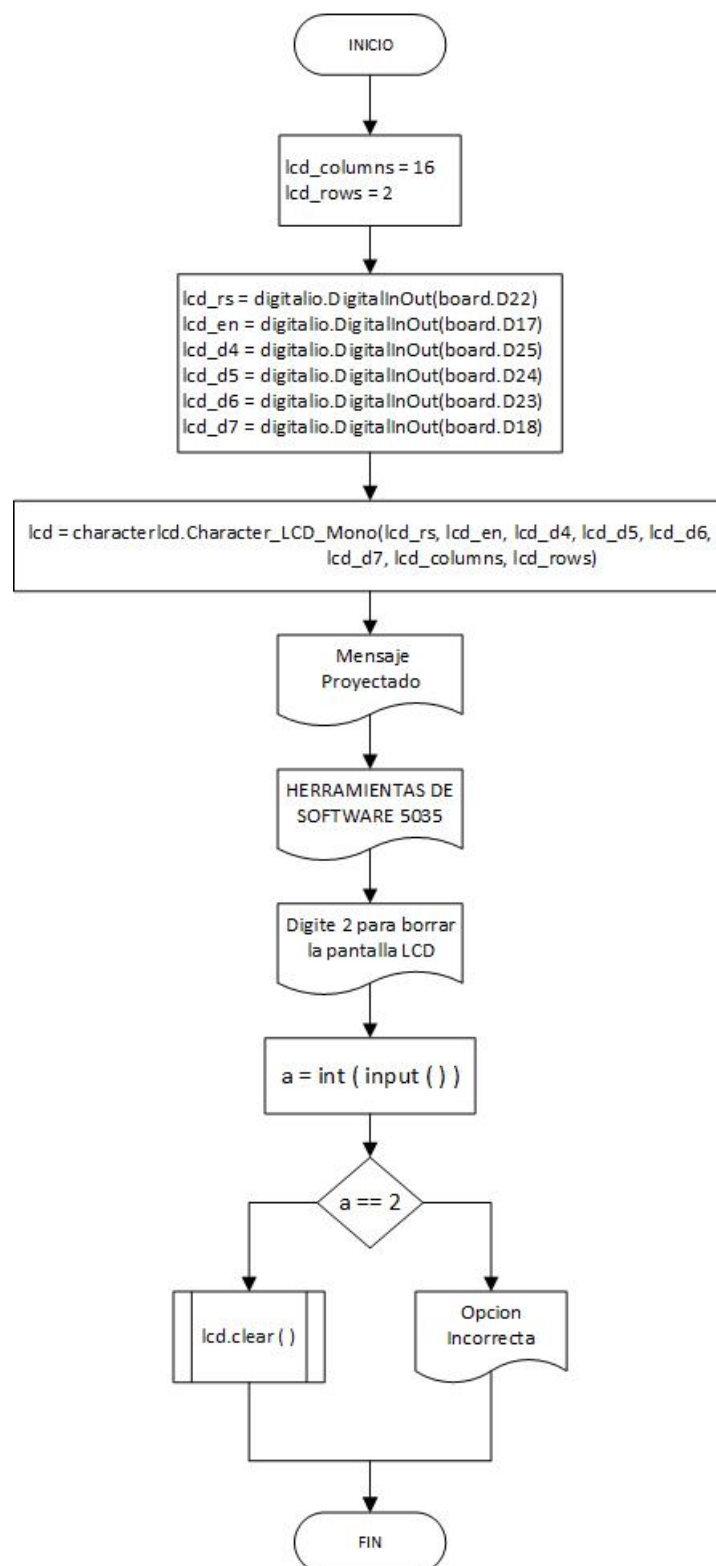 INICIO
lcd_columns = 16
lcd_rows = 2
lcd_rs = digitalio.DigitalInOut(board.D22)
lcd_en = digitalio.DigitalInOut(board.D17)
lcd_d4 = digitalio.DigitalInOut(board.D25)
lcd_d5 = digitalio.DigitalInOut(board.D24)
lcd_d6 = digitalio.DigitalInOut(board.D23)
lcd_d7 = digitalio.DigitalInOut(board.D18)
lcd = characterlcd.Character_LCD_Mono(lcd_rs, lcd_en, lcd_d4, lcd_d5, lcd_d6,
lcd_d7, lcd_columns, lcd_rows)
Mensaje
Proyectado
HERRAMIENTAS DE
SOFTWARE 5035
Digite 2 para borrar
la pantalla LCD
a = int ( input ( ) )
a == 2
lcd.clear ( )
Opcion
Incorrecta
FIN